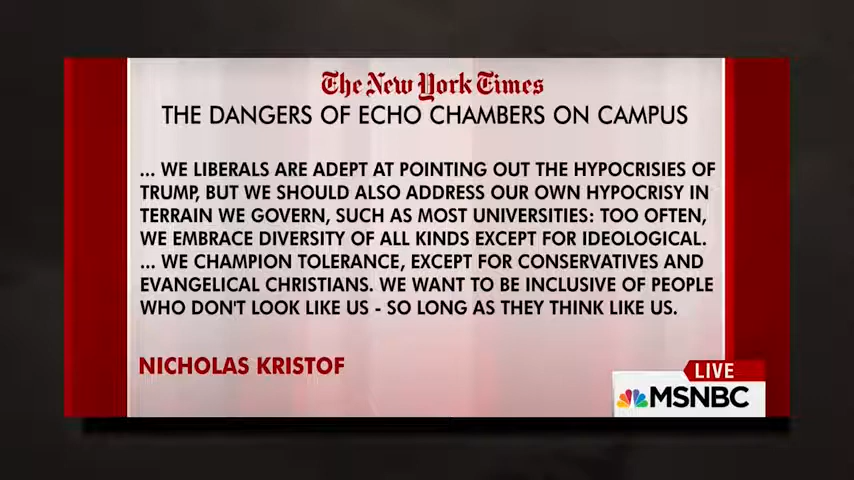 The New York Times
THE DANGERS OF ECHO CHAMBERS ON CAMPUS
... WE LIBERALS ARE ADEPT AT POINTING OUT THE HYPOCRISIES OF
TRUMP, BUT WE SHOULD ALSO ADDRESS OUR OWN HYPOCRISY IN
TERRAIN WE GOVERN, SUCH AS MOST UNIVERSITIES: TOO OFTEN,
WE EMBRACE DIVERSITY OF ALL KINDS EXCEPT FOR IDEOLOGICAL.
... WE CHAMPION TOLERANCE, EXCEPT FOR CONSERVATIVES AND
EVANGELICAL CHRISTIANS. WE WANT TO BE INCLUSIVE OF PEOPLE
WHO DON'T LOOK LIKE US - SO LONG AS THEY THINK LIKE US.
NICHOLAS KRISTOF
LIVE
MSNBC